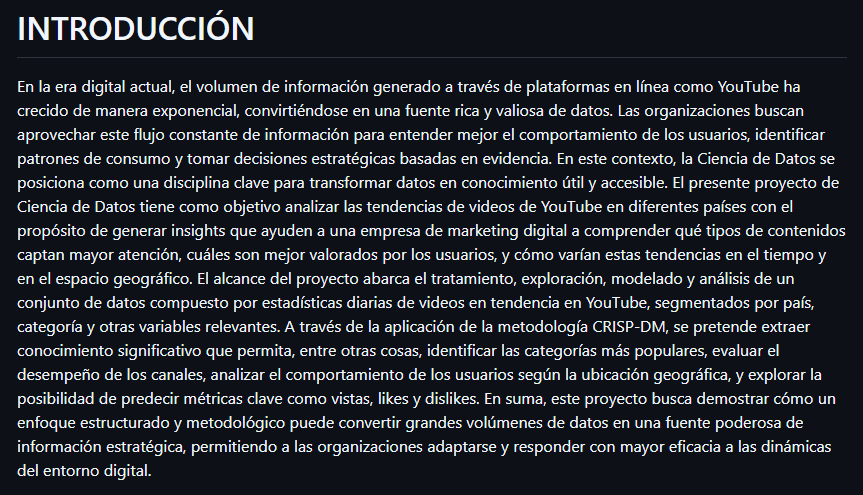 INTRODUCCIÓN
En la era digital actual, el volumen de información generado a través de plataformas en línea como YouTube ha
crecido de manera exponencial, convirtiéndose en una fuente rica y valiosa de datos. Las organizaciones buscan
aprovechar este flujo constante de información para entender mejor el comportamiento de los usuarios, identificar
patrones de consumo y tomar decisiones estratégicas basadas en evidencia. En este contexto, la Ciencia de Datos se
posiciona como una disciplina clave para transformar datos en conocimiento útil y accesible. El presente proyecto de
Ciencia de Datos tiene como objetivo analizar las tendencias de videos de YouTube en diferentes países con el
propósito de generar insights que ayuden a una empresa de marketing digital a comprender qué tipos de contenidos
captan mayor atención, cuáles son mejor valorados por los usuarios, y cómo varían estas tendencias en el tiempo y
en el espacio geográfico. El alcance del proyecto abarca el tratamiento, exploración, modelado y análisis de un
conjunto de datos compuesto por estadísticas diarias de videos en tendencia en YouTube, segmentados por país,
categoría y otras variables relevantes. A través de la aplicación de la metodología CRISP-DM, se pretende extraer
conocimiento significativo que permita, entre otras cosas, identificar las categorías más populares, evaluar el
desempeño de los canales, analizar el comportamiento de los usuarios según la ubicación geográfica, y explorar la
posibilidad de predecir métricas clave como vistas, likes y dislikes. En suma, este proyecto busca demostrar cómo un
enfoque estructurado y metodológico puede convertir grandes volúmenes de datos en una fuente poderosa de
información estratégica, permitiendo a las organizaciones adaptarse y responder con mayor eficacia a las dinámicas
del entorno digital.